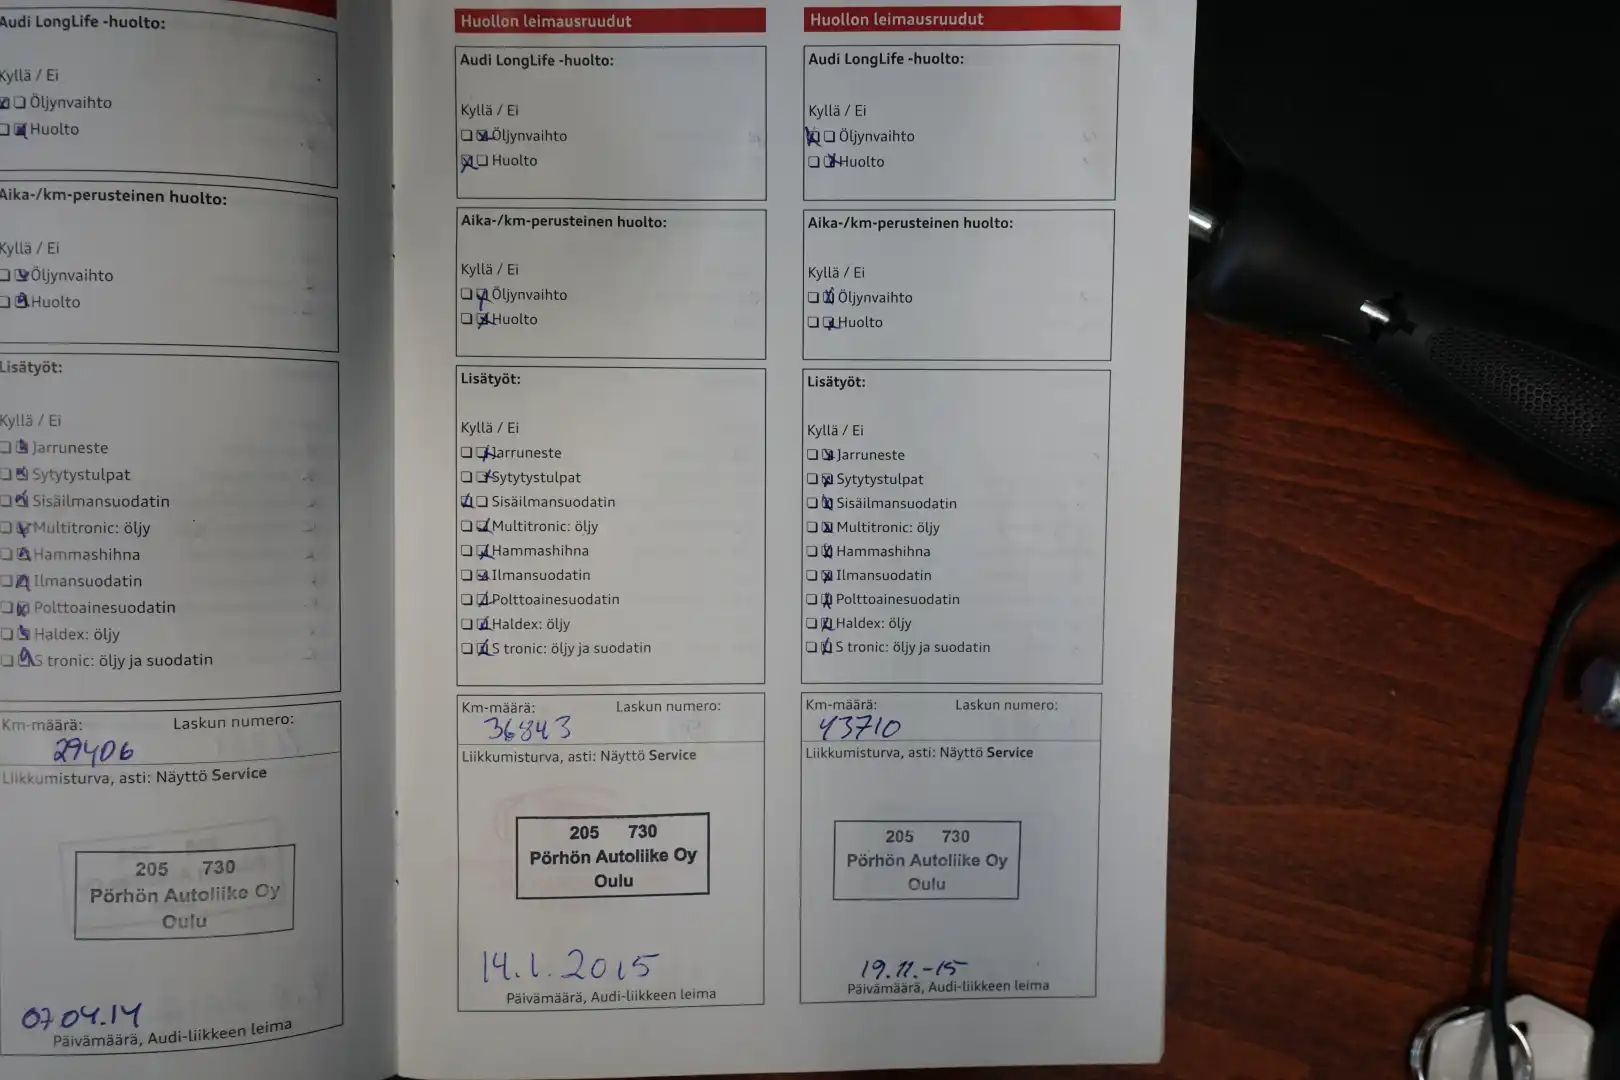 Audi LongLife -huolto:
Kyllä / Ei
Öljynvaihto
Huolto
Aika-/km-perusteinen huolto:
Kyllä / Ei
Öljynvaihto
Huolto
Lisätyöt:
Kyllä / Ei
Jarruneste
Sytytystulpat
Sisäilmansuodatin
Multitronic: öljy
Hammashihna
Ilmansuodatin
Polttoainesuodatin
Haldex: öljy
S tronic: öljy ja suodatin
Km-määrä: Laskun numero:
29406
Liikkumisturva, asti: Näyttö Service
205 730
Pörhön Autoliike Oy
Oulu
07.04.14
Päivämäärä, Audi-liikkeen leima
Huollon leimausruudut
Audi LongLife -huolto:
Kyllä / Ei
Öljynvaihto
Huolto
Aika-/km-perusteinen huolto:
Kyllä / Ei
Öljynvaihto
Huolto
Lisätyöt:
Kyllä / Ei
Jarruneste
Sytytystulpat
Sisäilmansuodatin
Multitronic: öljy
Hammashihna
Ilmansuodatin
Polttoainesuodatin
Haldex: öljy
S tronic: öljy ja suodatin
Km-määrä: Laskun numero:
36843
Liikkumisturva, asti: Näyttö Service
205 730
Pörhön Autoliike Oy
Oulu
14.1.2015
Päivämäärä, Audi-liikkeen leima
Huollon leimausruudut
Audi LongLife -huolto:
Kyllä / Ei
Öljynvaihto
Huolto
Aika-/km-perusteinen huolto:
Kyllä / Ei
Öljynvaihto
Huolto
Lisätyöt:
Kyllä / Ei
Jarruneste
Sytytystulpat
Sisäilmansuodatin
Multitronic: öljy
Hammashihna
Ilmansuodatin
Polttoainesuodatin
Haldex: öljy
S tronic: öljy ja suodatin
Km-määrä: Laskun numero:
43710
Liikkumisturva, asti: Näyttö Service
205 730
Pörhön Autoliike Oy
Oulu
19.11.-15
Päivämäärä, Audi-liikkeen leima